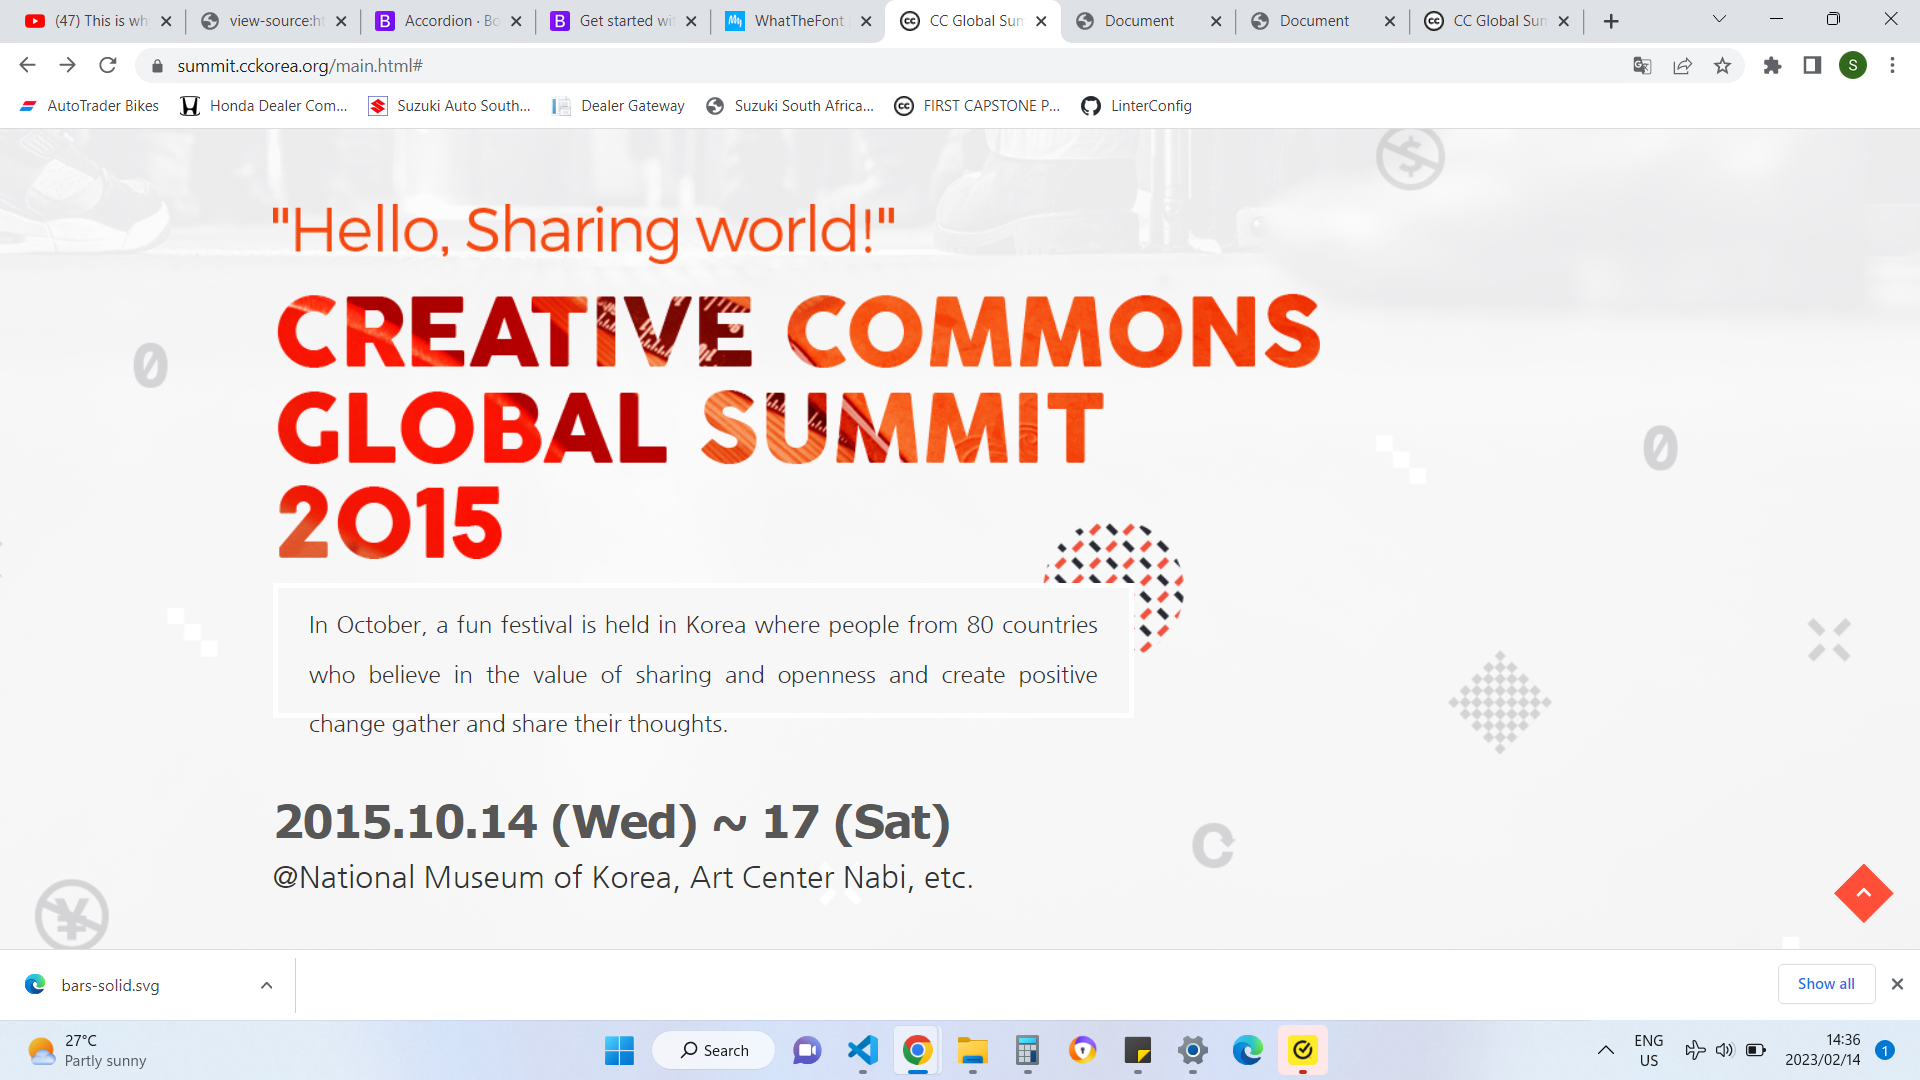 (47) This is wh
view-source:ht
Accordion · Bo
Get started wit
WhatTheFont
CC Global Sum
Document
Document
CC Global Sum
summit.cckorea.org/main.html#
S
AutoTrader Bikes
Honda Dealer Com...
Suzuki Auto South...
Dealer Gateway
Suzuki South Africa...
FIRST CAPSTONE P...
LinterConfig
"Hello, Sharing world!"
CREATIVE COMMONS
GLOBAL SUMMIT
2015
In October, a fun festival is held in Korea where people from 80 countries
who believe in the value of sharing and openness and create positive
change gather and share their thoughts.
2015.10.14 (Wed) ~ 17 (Sat)
@National Museum of Korea, Art Center Nabi, etc.
bars-solid.svg
Show all
27°C
Partly sunny
Search
ENG
US
14:36
2023/02/14
1